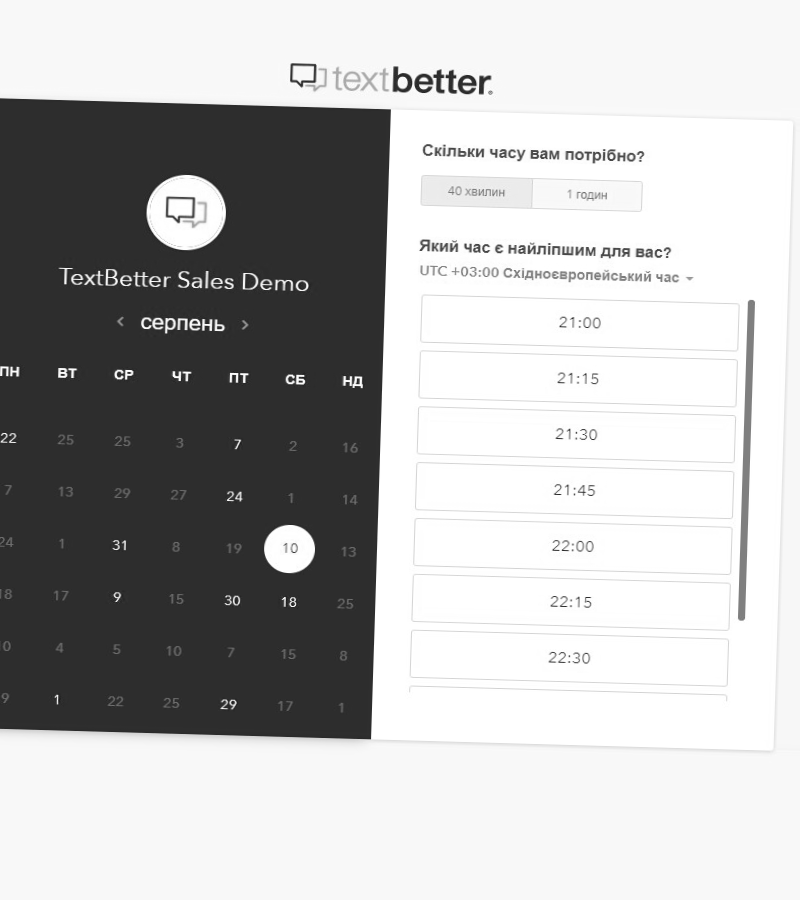 textbetter
TextBetter Sales Demo
серпень
ПН ВТ СР ЧТ ПТ СБ НД
22 25 25 3 7 2 16
7 13 29 27 24 1 14
24 1 31 8 19 10 13
18 17 9 15 30 18 25
10 4 5 10 7 15 8
9 1 22 25 29 17 1
Скільки часу вам потрібно?
40 хвилин 1 годин
Який час є найліпшим для вас?
UTC +03:00 Східноєвропейський час
21:00
21:15
21:30
21:45
22:00
22:15
22:30